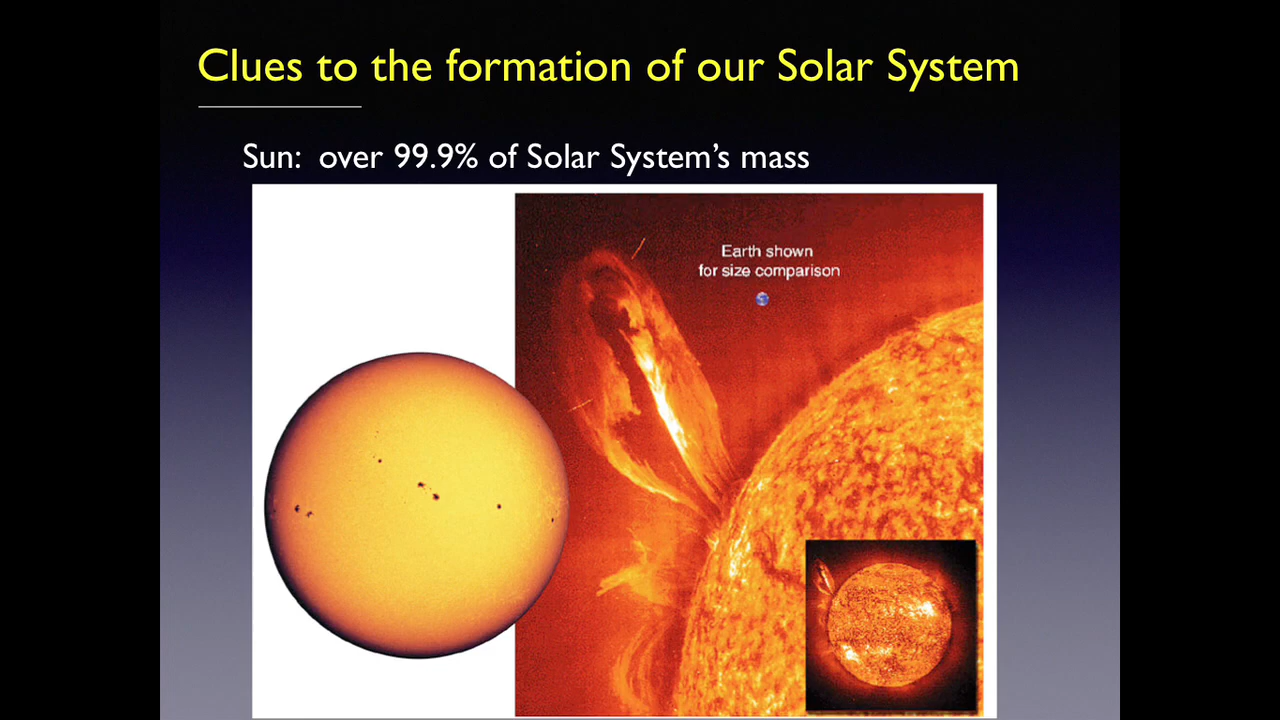 Clues to the formation of our Solar System
Sun: over 99.9% of Solar System’s mass
Earth shown
for size comparison